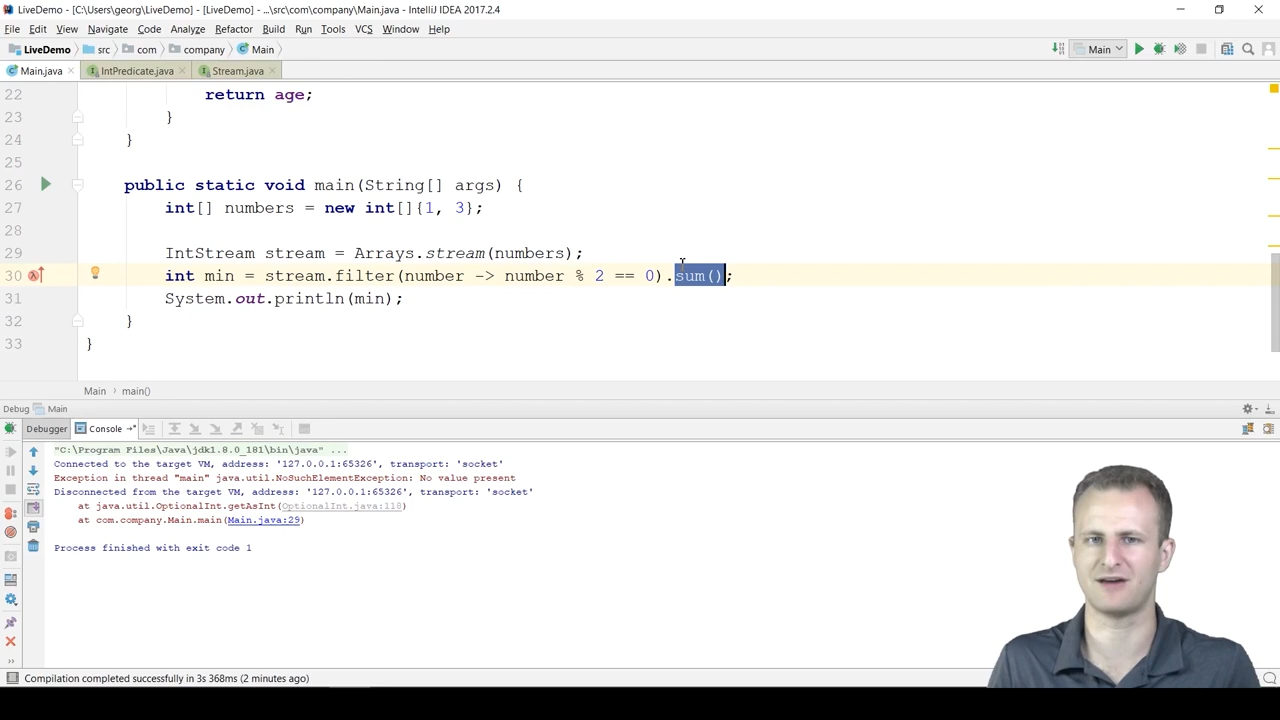 LiveDemo - [C:\Users\georg\LiveDemo] - [LiveDemo] - ...\src\com\company\Main.java - IntelliJ IDEA 2017.2.4
File Edit View Navigate Code Analyze Refactor Build Run Tools VCS Window Help
LiveDemo src com company Main Main
Main.java IntPredicate.java Stream.java
22 return age;
23 }
24 }
25
26 public static void main(String[] args) {
27 int[] numbers = new int[]{1, 3};
28
29 IntStream stream = Arrays.stream(numbers);
30 int min = stream.filter(number -> number % 2 == 0).sum();
31 System.out.println(min);
32 }
33 }
Main main()
Debug Main
Debugger Console
"C:\Program Files\Java\jdk1.8.0_181\bin\java" ...
Connected to the target VM, address: '127.0.0.1:65326', transport: 'socket'
Exception in thread "main" java.util.NoSuchElementException: No value present
Disconnected from the target VM, address: '127.0.0.1:65326', transport: 'socket'
at java.util.OptionalInt.getAsInt(OptionalInt.java:118)
at com.company.Main.main(Main.java:29)
Process finished with exit code 1
Compilation completed successfully in 3s 368ms (2 minutes ago)